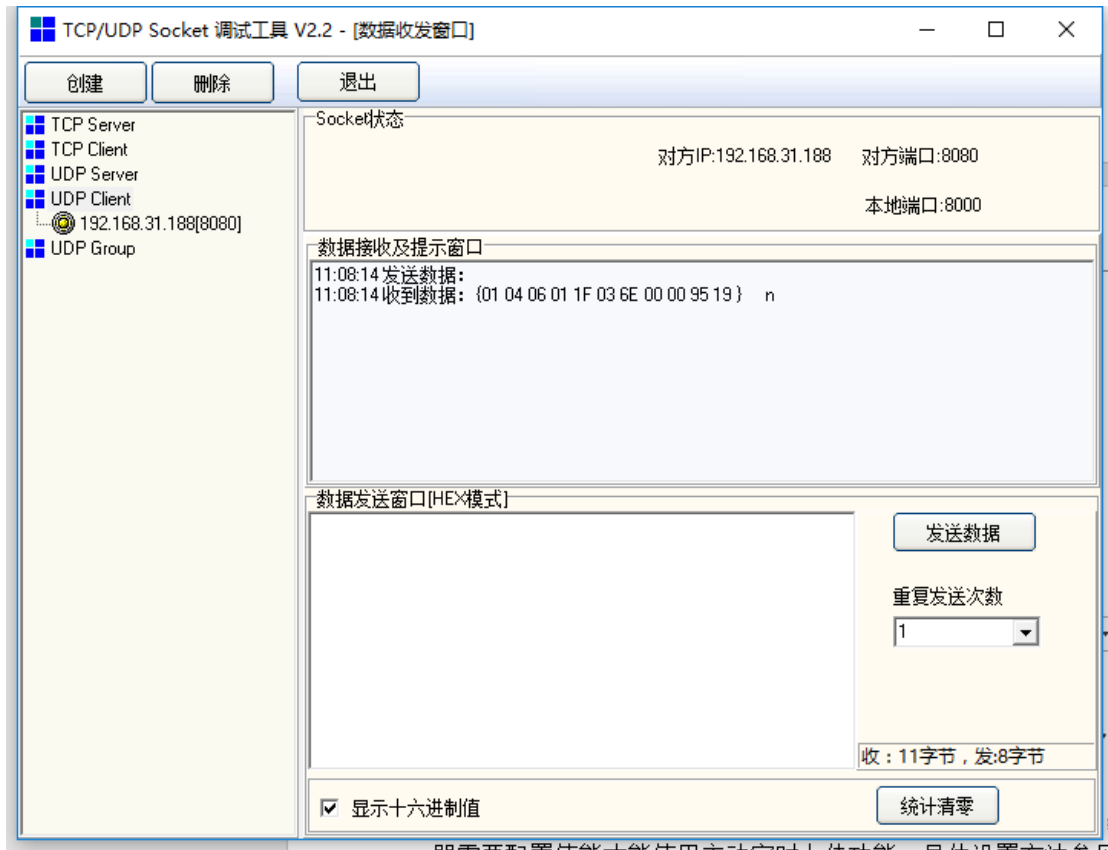 TCP/UDP Socket 调试工具 V2.2 - [数据收发窗口]
创建 删除 退出
TCP Server
TCP Client
UDP Server
UDP Client
192.168.31.188[8080]
UDP Group
Socket状态
对方IP:192.168.31.188 对方端口:8080
本地端口:8000
数据接收及提示窗口
11:08:14 发送数据：
11:08:14 收到数据：{01 04 06 01 1F 03 6E 00 00 95 19 } n
数据发送窗口[HEX模式]
发送数据
重复发送次数
1
收：11字节，发:8字节
显示十六进制值
统计清零